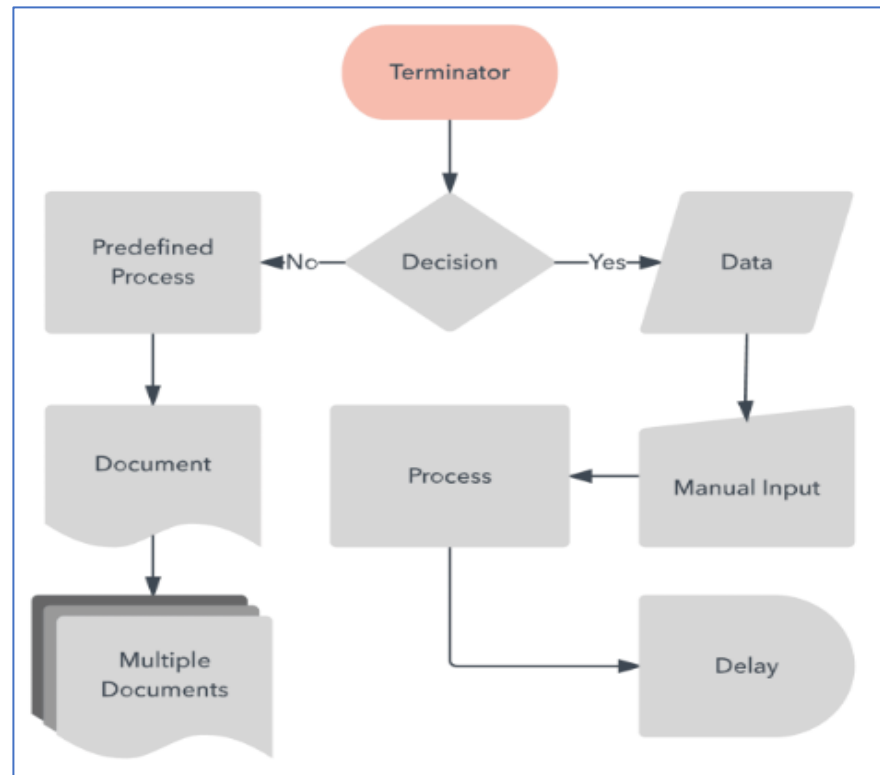 Terminator
Predefined
Process
No
Decision
Yes
Data
Document
Process
Manual Input
Multiple
Documents
Delay